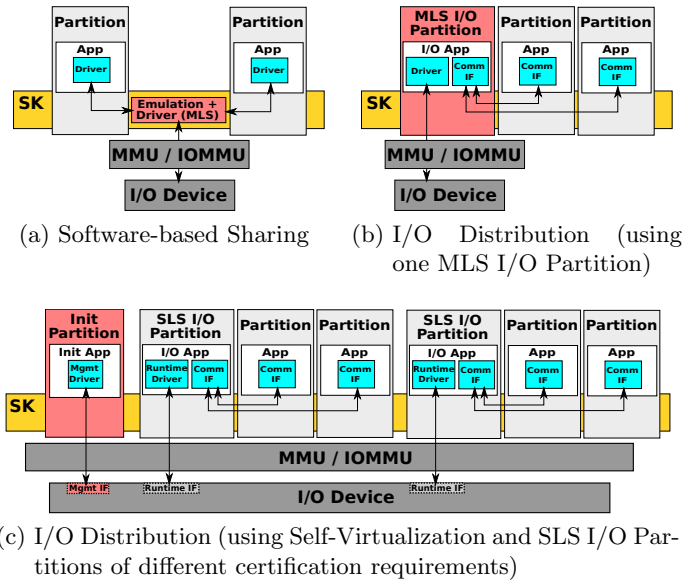 Partition
App
Driver
Partition
App
Driver
SK
Emulation +
Driver (MLS)
MMU / IOMMU
I/O Device
(a) Software-based Sharing
MLS I/O
Partition
I/O App
Driver
Comm
IF
Partition
App
Comm
IF
Partition
App
Comm
IF
SK
MMU / IOMMU
I/O Device
(b) I/O Distribution (using
one MLS I/O Partition)
Init
Partition
Init App
Mgmt
Driver
SLS I/O
Partition
I/O App
Runtime
Driver
Comm
IF
Partition
App
Comm
IF
Partition
App
Comm
IF
SLS I/O
Partition
I/O App
Runtime
Driver
Comm
IF
Partition
App
Comm
IF
Partition
App
Comm
IF
SK
MMU / IOMMU
Mgmt IF
Runtime IF
Runtime IF
I/O Device
(c) I/O Distribution (using Self-Virtualization and SLS I/O Par-
titions of different certification requirements)